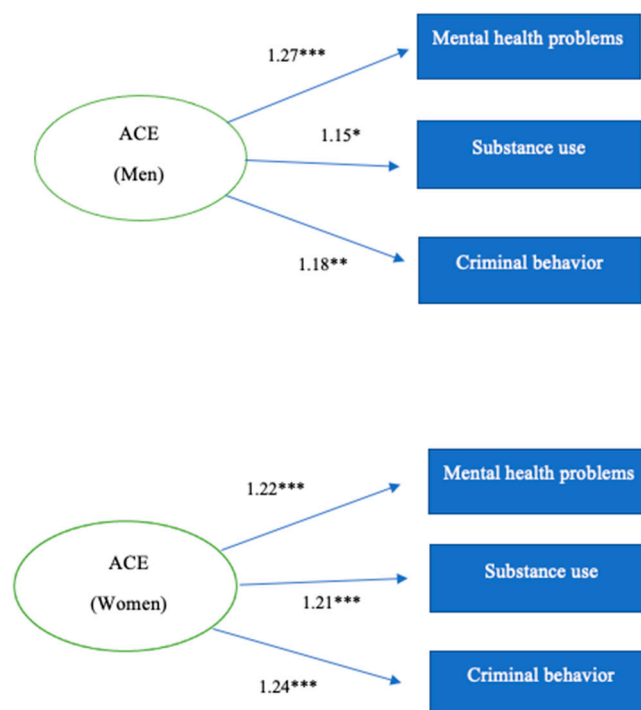 Mental health problems
1.27***
1.15*
ACE
(Men)
Substance use
1.18**
Criminal behavior
Mental health problems
1.22***
ACE
(Women)
Substance use
1.21***
Criminal behavior
1.24***